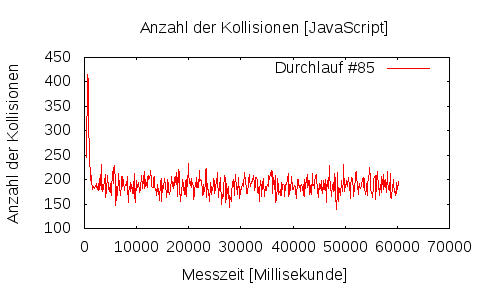 Anzahl der Kollisionen [JavaScript]
Durchlauf #85
Anzahl der Kollisionen
450
400
350
300
250
200
150
100
0 10000 20000 30000 40000 50000 60000 70000
Messzeit [Millisekunde]